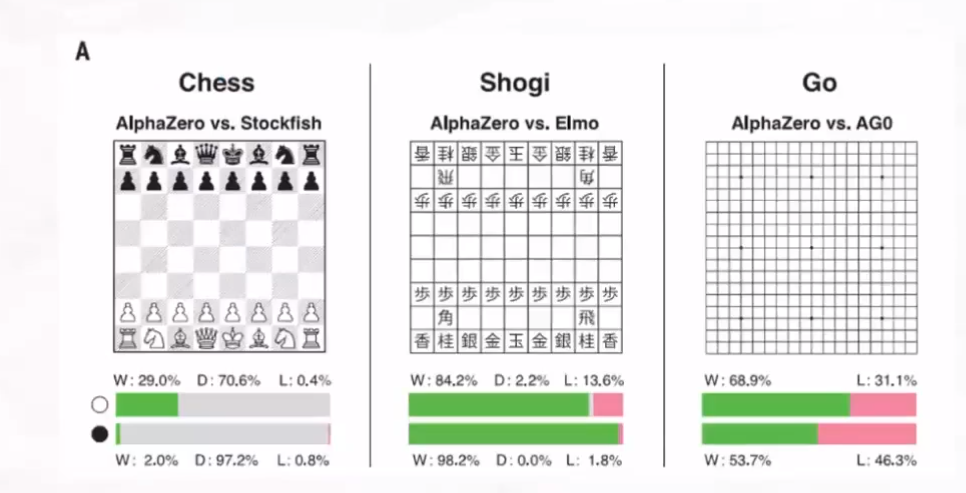 A
Chess
AlphaZero vs. Stockfish
W: 29.0% D: 70.6% L: 0.4%
W: 2.0% D: 97.2% L: 0.8%
Shogi
AlphaZero vs. Elmo
香桂銀金玉金銀桂香
飛角
歩歩歩歩歩歩歩歩歩
歩歩歩歩歩歩歩歩歩
角飛
香桂銀金玉金銀桂香
W: 84.2% D: 2.2% L: 13.6%
W: 98.2% D: 0.0% L: 1.8%
Go
AlphaZero vs. AG0
W: 68.9% L: 31.1%
W: 53.7% L: 46.3%